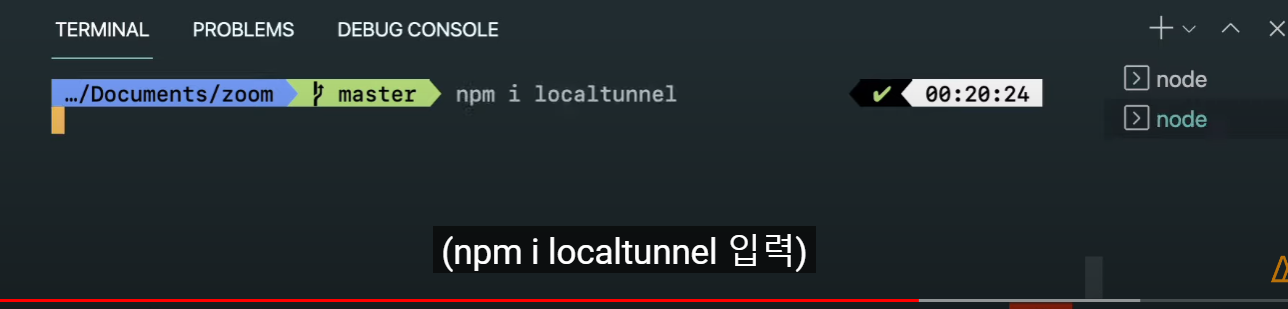 TERMINAL PROBLEMS DEBUG CONSOLE
…/Documents/zoom master npm i localtunnel ✔ 00:20:24
node
node
(npm i localtunnel 입력)